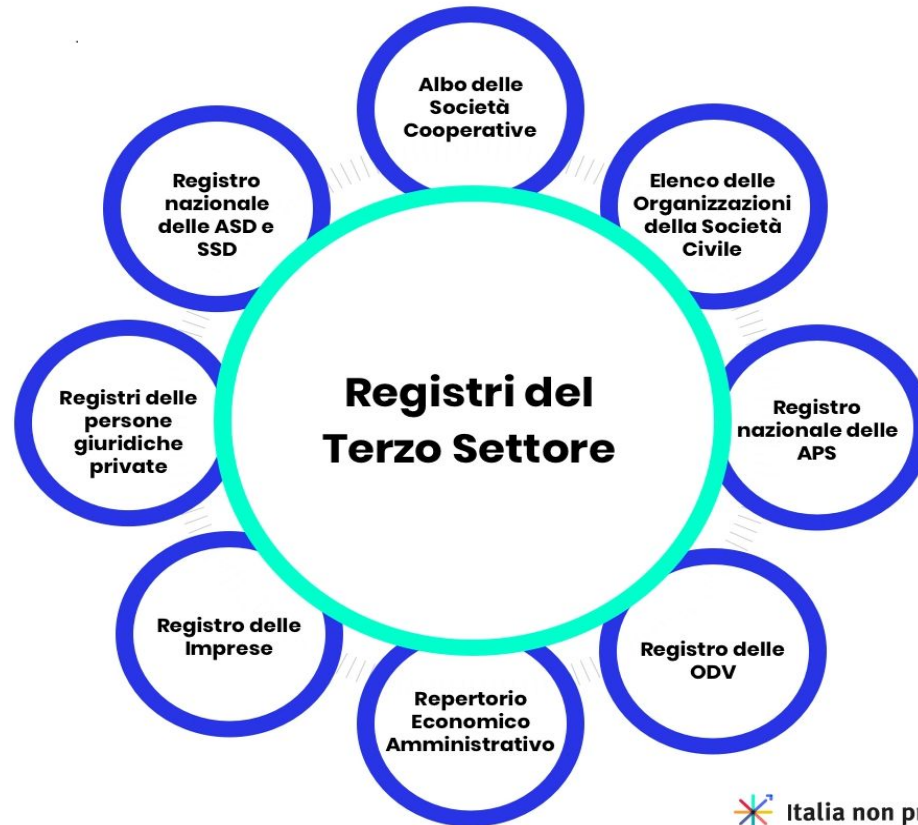 Albo delle
Società
Cooperative
Elenco delle
Organizzazioni
della Società
Civile
Registro
nazionale delle
APS
Registro delle
ODV
Repertorio
Economico
Amministrativo
Registro delle
Imprese
Registri delle
persone
giuridiche
private
Registro
nazionale
delle ASD e
SSD
Registri del
Terzo Settore
Italia non